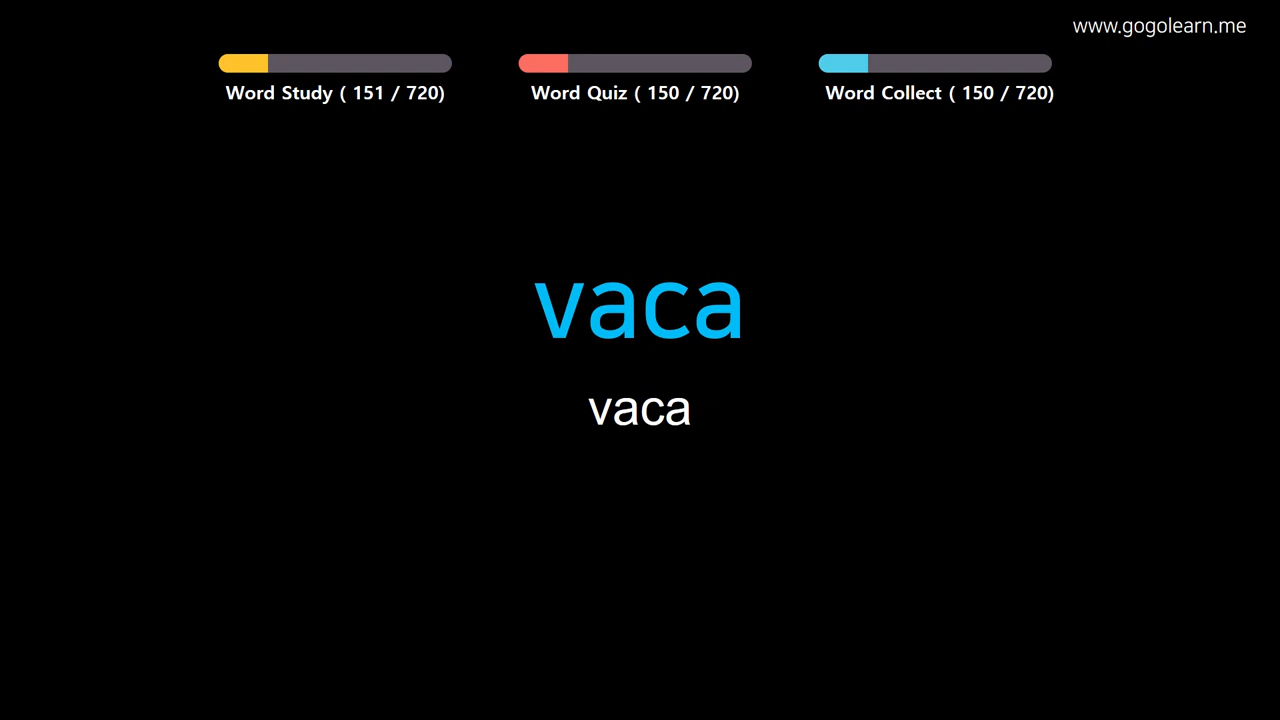 www.gogolearn.me
Word Study ( 151 / 720)
Word Quiz ( 150 / 720)
Word Collect ( 150 / 720)
vaca
vaca